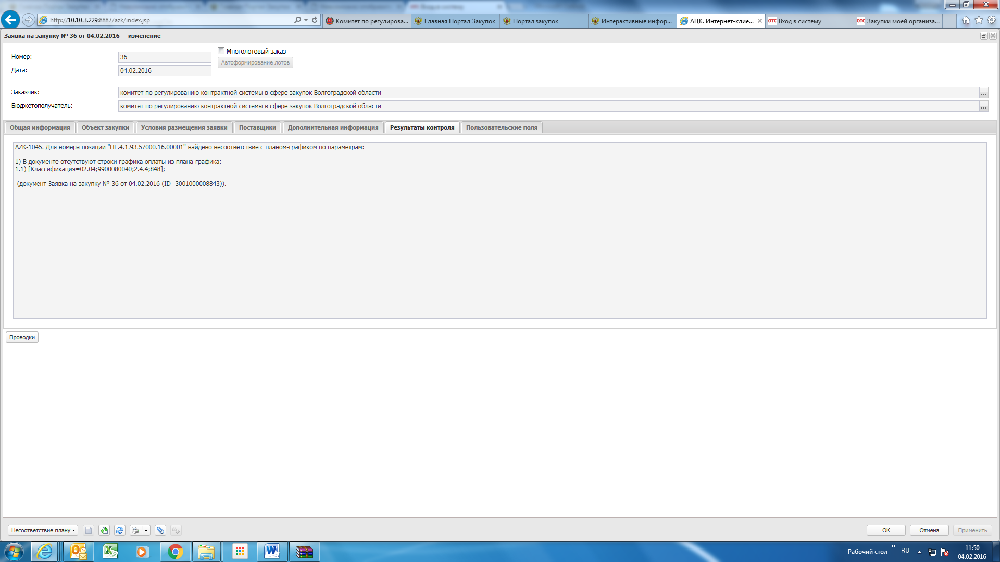 http://10.10.3.229:8887/azk/index.jsp
Комитет по регулирова...
Главная Портал Закупок
Портал закупок
Интерактивные инфор...
АЦК. Интернет-клие...
ОТС Вход в систему
ОТС Закупки моей организа...
Заявка на закупку № 36 от 04.02.2016 — изменение
Номер:
36
Многолотовый заказ
Автоформирование лотов
Дата:
04.02.2016
Заказчик:
комитет по регулированию контрактной системы в сфере закупок Волгоградской области
Бюджетополучатель:
комитет по регулированию контрактной системы в сфере закупок Волгоградской области
Общая информация
Объект закупки
Условия размещения заявки
Поставщики
Дополнительная информация
Результаты контроля
Пользовательские поля
AZK-1045. Для номера позиции "ПГ.4.1.93.57000.16.00001" найдено несоответствие с планом-графиком по параметрам:
1) В документе отсутствуют строки графика оплаты из плана-графика:
1.1) [Классификация=02.04;9900080040;2.4.4;848];
(документ Заявка на закупку № 36 от 04.02.2016 (ID=3001000008843)).
Проводки
Несоответствие плану
ОК
Отмена
Применить
Рабочий стол
RU
11:50
04.02.2016